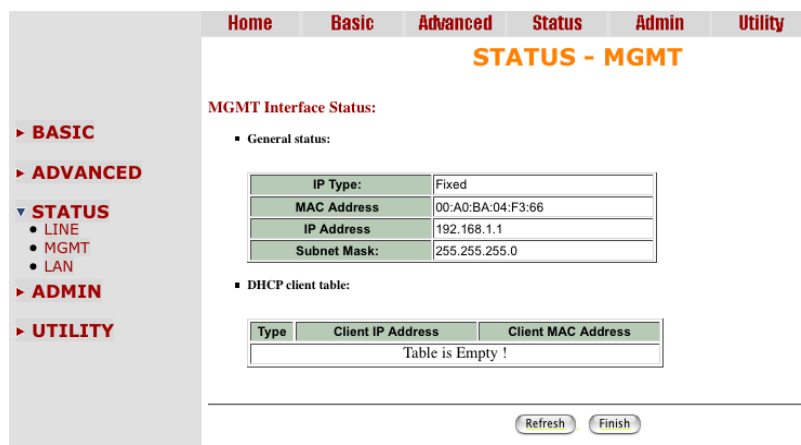 Home Basic Advanced Status Admin Utility
STATUS - MGMT
MGMT Interface Status:
BASIC
General status:
ADVANCED
IP Type: Fixed
MAC Address 00:A0:BA:04:F3:66
STATUS
LINE
IP Address 192.168.1.1
MGMT
Subnet Mask: 255.255.255.0
LAN
DHCP client table:
ADMIN
UTILITY
Type Client IP Address Client MAC Address
Table is Empty !
Refresh Finish